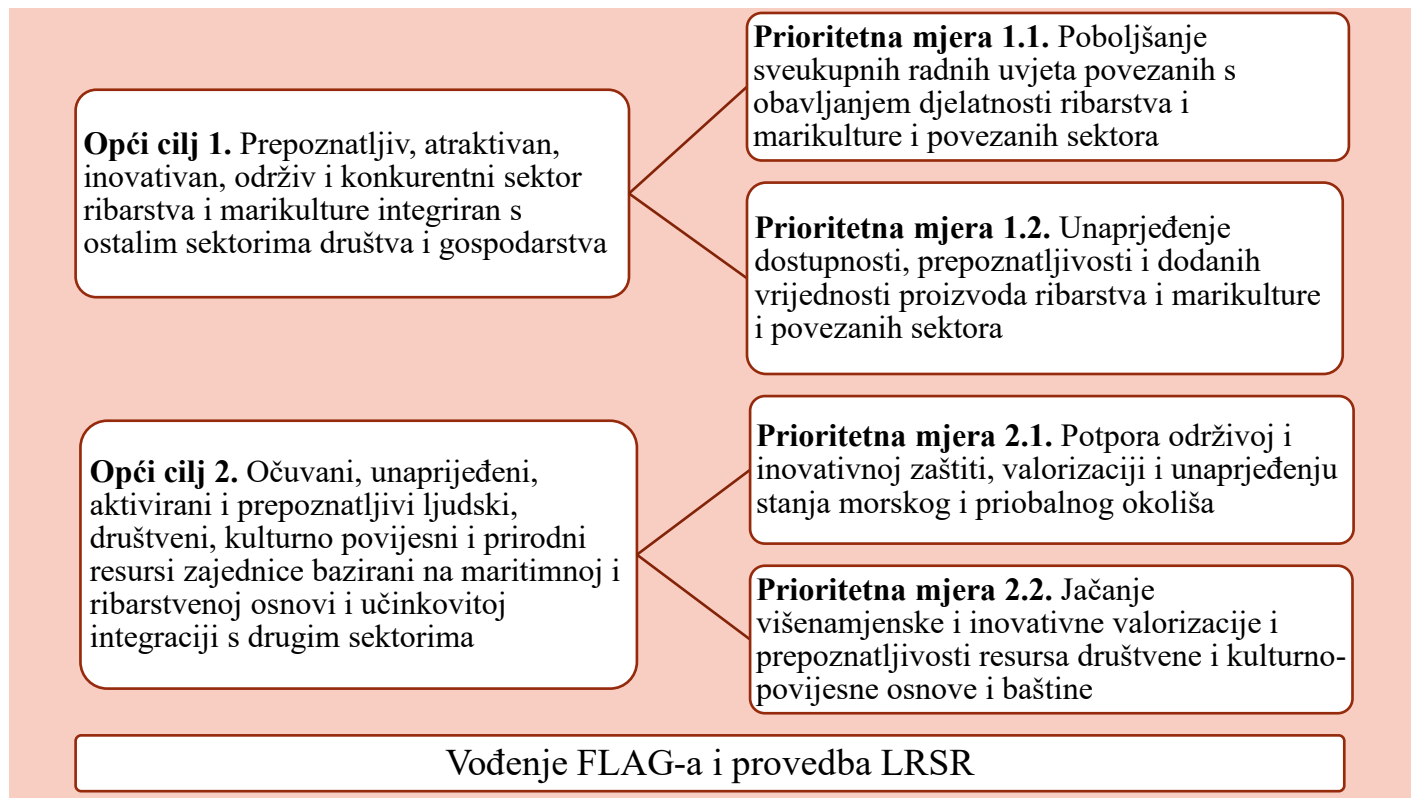 Opći cilj 1. Prepoznatljiv, atraktivan,
inovativan, održiv i konkurentni sektor
ribarstva i marikulture integriran s
ostalim sektorima društva i gospodarstva
Prioritetna mjera 1.1. Poboljšanje
sveukupnih radnih uvjeta povezanih s
obavljanjem djelatnosti ribarstva i
marikulture i povezanih sektora
Prioritetna mjera 1.2. Unaprjeđenje
dostupnosti, prepoznatljivosti i dodanih
vrijednosti proizvoda ribarstva i marikulture
i povezanih sektora
Opći cilj 2. Očuvani, unaprijeđeni,
aktivirani i prepoznatljivi ljudski,
društveni, kulturno povijesni i prirodni
resursi zajednice bazirani na maritimnoj i
ribarstvenoj osnovi i učinkovitoj
integraciji s drugim sektorima
Prioritetna mjera 2.1. Potpora održivoj i
inovativnoj zaštiti, valorizaciji i unaprjeđenju
stanja morskog i priobalnog okoliša
Prioritetna mjera 2.2. Jačanje
višenamjenske i inovativne valorizacije i
prepoznatljivosti resursa društvene i kulturno-
povijesne osnove i baštine
Vođenje FLAG-a i provedba LRSR